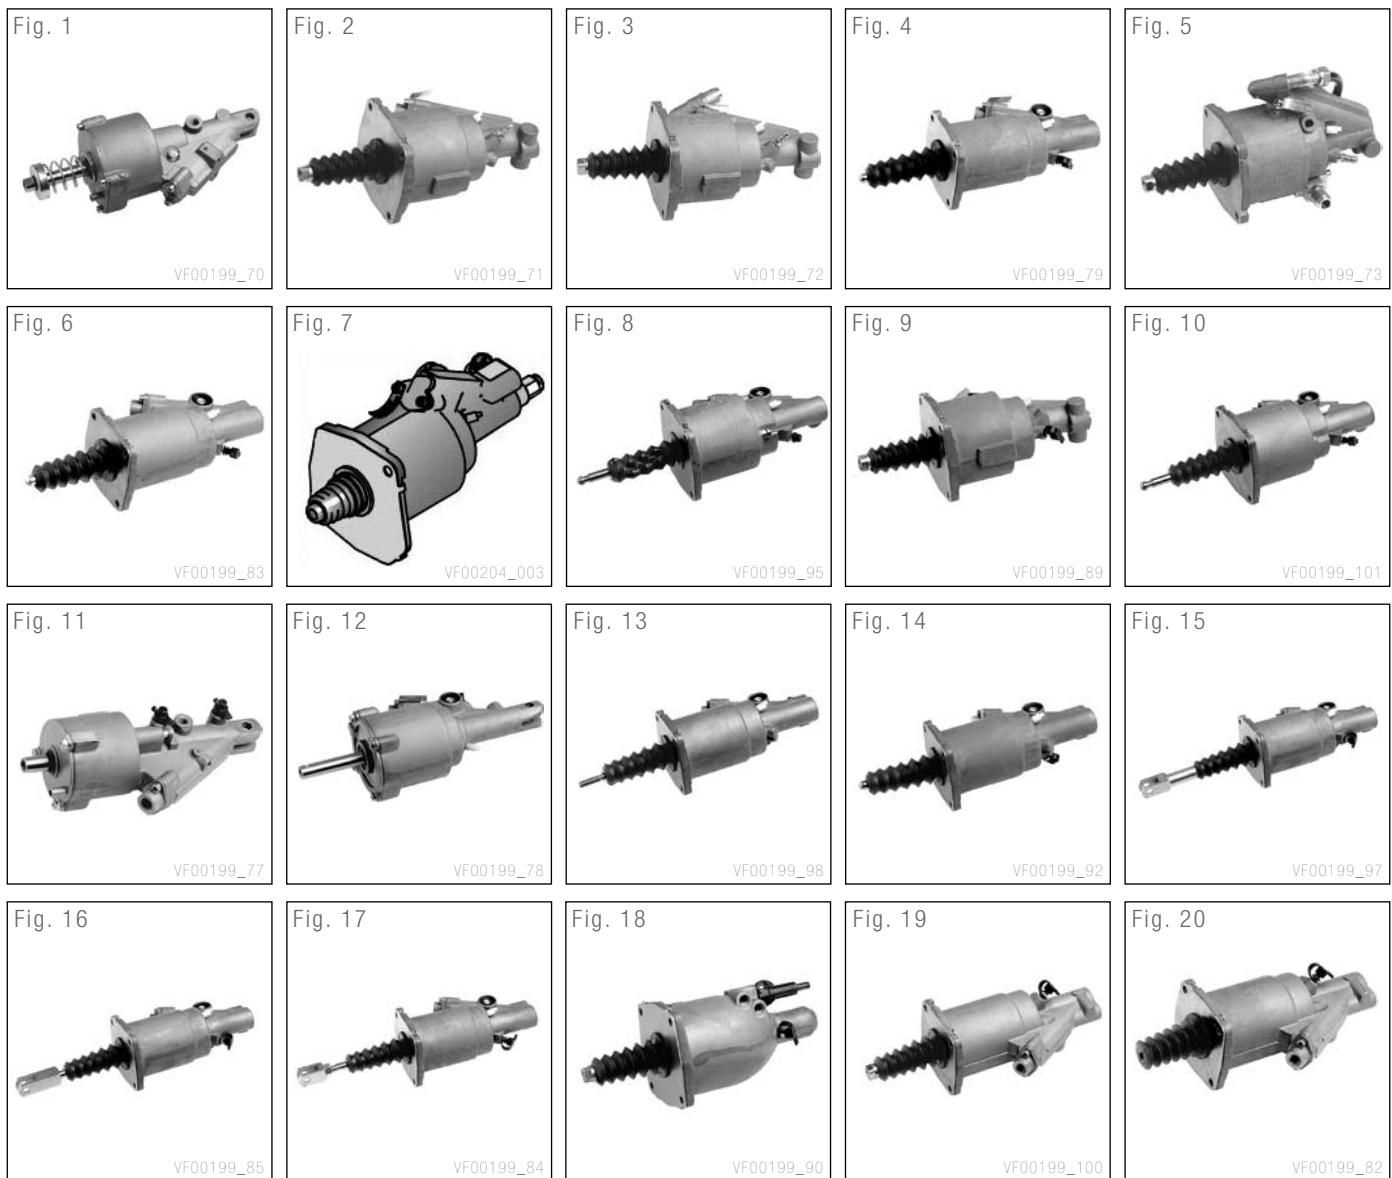 Fig. 1
VF00199_70
Fig. 2
VF00199_71
Fig. 3
VF00199_72
Fig. 4
VF00199_79
Fig. 5
VF00199_73
Fig. 6
VF00199_83
Fig. 7
VF00204_003
Fig. 8
VF00199_95
Fig. 9
VF00199_89
Fig. 10
VF00199_101
Fig. 11
VF00199_77
Fig. 12
VF00199_78
Fig. 13
VF00199_98
Fig. 14
VF00199_92
Fig. 15
VF00199_97
Fig. 16
VF00199_85
Fig. 17
VF00199_84
Fig. 18
VF00199_90
Fig. 19
VF00199_100
Fig. 20
VF00199_82